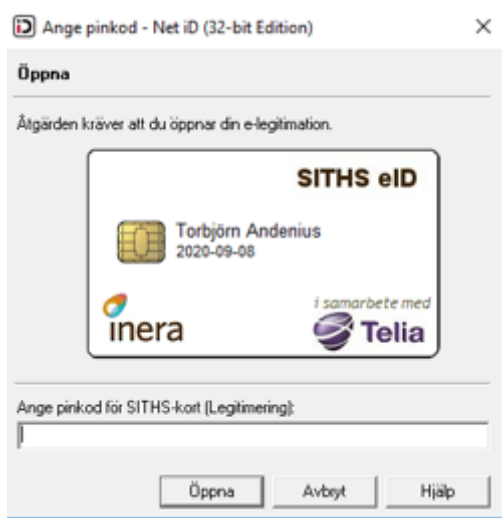 Ange pinkod - Net iD (32-bit Edition)
Öppna
Åtgärden kräver att du öppnar din e-legitimation.
SITHS eID
Torbjörn Andenius
2020-09-08
inera
i samarbete med
Telia
Ange pinkod för SITHS-kort (Legitimering):
Öppna Avbryt Hjälp